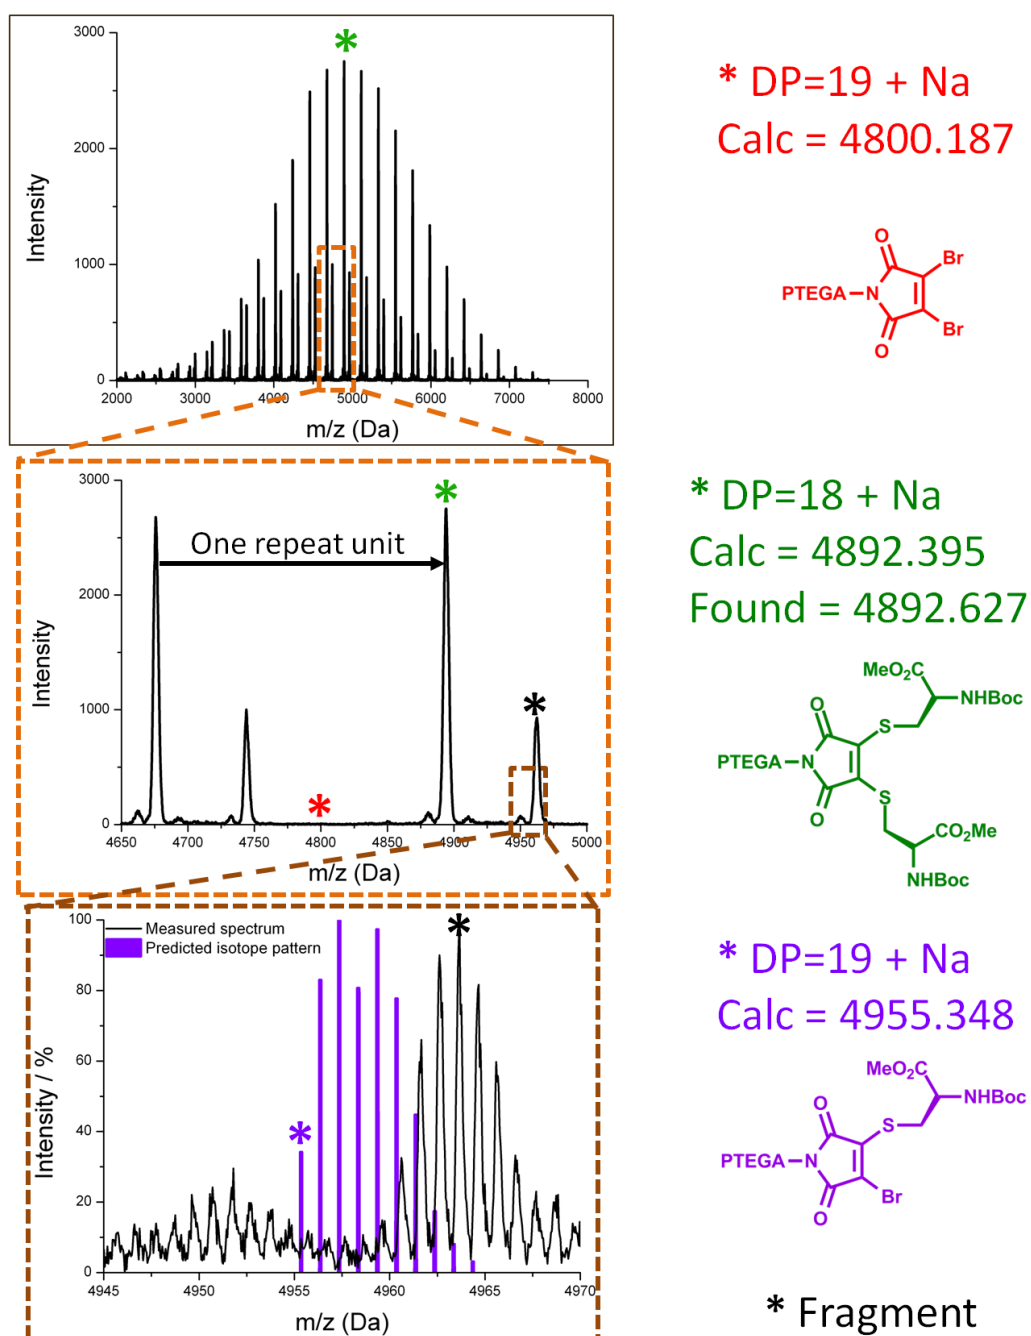 3000
2000
1000
0
Intensity
2000 3000 4000 5000 6000 7000 8000
m/z (Da)
*
* DP=19 + Na
Calc = 4800.187
O
Br
PTEGA
N
Br
O
3000
2000
1000
0
Intensity
One repeat unit
*
*
*
4650 4700 4750 4800 4850 4900 4950 5000
m/z (Da)
* DP=18 + Na
Calc = 4892.395
Found = 4892.627
MeO2C
NHBoc
O
S
PTEGA
N
O
S
CO2Me
NHBoc
100
80
60
40
20
0
Intensity / %
Measured spectrum
Predicted isotope pattern
*
*
4945 4950 4955 4960 4965 4970
m/z (Da)
* DP=19 + Na
Calc = 4955.348
MeO2C
NHBoc
O
S
PTEGA
N
Br
O
* Fragment